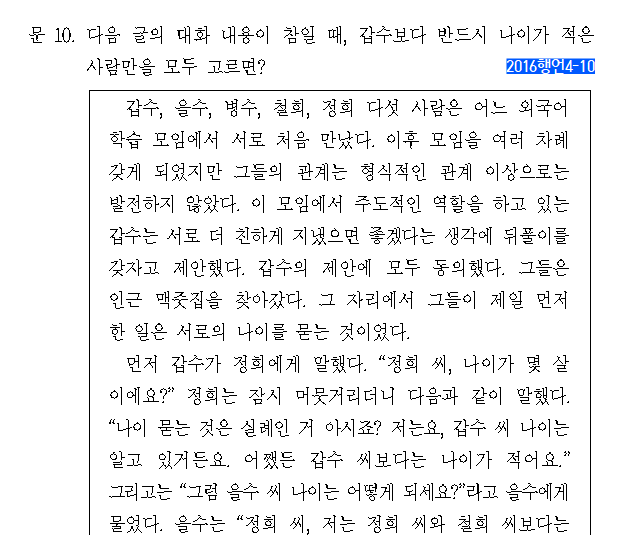 문 10. 다음 글의 대화 내용이 참일 때, 갑수보다 반드시 나이가 적은
사람만을 모두 고르면?
2016행언4-10
갑수, 을수, 병수, 철희, 정희 다섯 사람은 어느 외국어
학습 모임에서 서로 처음 만났다. 이후 모임을 여러 차례
갖게 되었지만 그들의 관계는 형식적인 관계 이상으로는
발전하지 않았다. 이 모임에서 주도적인 역할을 하고 있는
갑수는 서로 더 친하게 지냈으면 좋겠다는 생각에 뒤풀이를
갖자고 제안했다. 갑수의 제안에 모두 동의했다. 그들은
인근 맥줏집을 찾아갔다. 그 자리에서 그들이 제일 먼저
한 일은 서로의 나이를 묻는 것이었다.
먼저 갑수가 정희에게 말했다. “정희 씨, 나이가 몇 살
이에요?” 정희는 잠시 머뭇거리더니 다음과 같이 말했다.
“나이 묻는 것은 실례인 거 아시죠? 저는요, 갑수 씨 나이는
알고 있거든요. 어쨌든 갑수 씨보다는 나이가 적어요.”
그리고는 “그럼 을수 씨 나이는 어떻게 되세요?”라고 을수에게
물었다. 을수는 “정희 씨, 저는 정희 씨와 철희 씨보다는